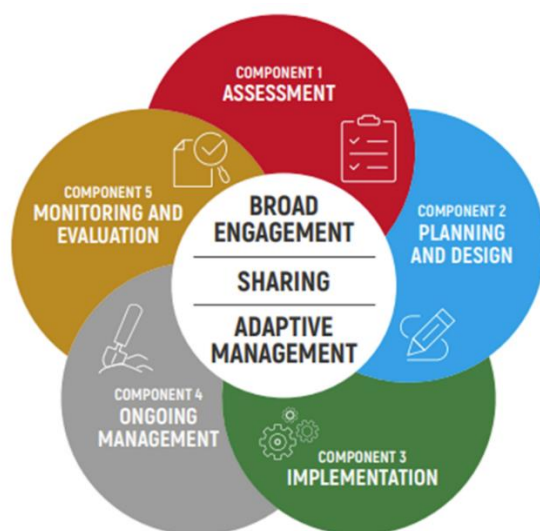 COMPONENT 1
ASSESSMENT
COMPONENT 2
PLANNING
AND DESIGN
COMPONENT 3
IMPLEMENTATION
COMPONENT 4
ONGOING
MANAGEMENT
COMPONENT 5
MONITORING AND
EVALUATION
BROAD
ENGAGEMENT
SHARING
ADAPTIVE
MANAGEMENT